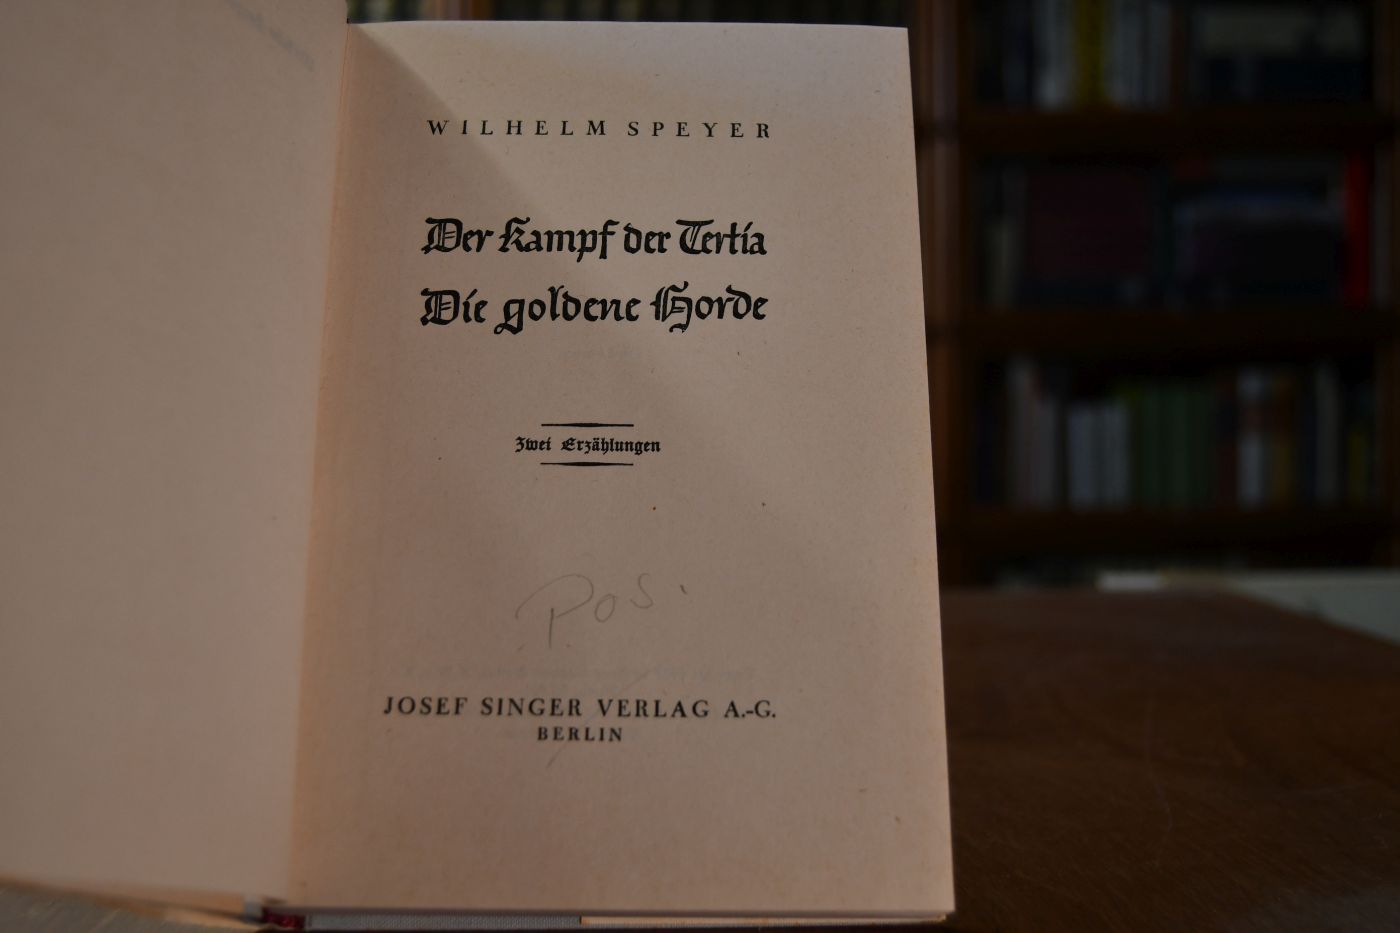 WILHELM SPEYER
Der Kampf der Tertia
Die goldene Horde
Zwei Erzählungen
Pos.
JOSEF SINGER VERLAG A.-G.
BERLIN